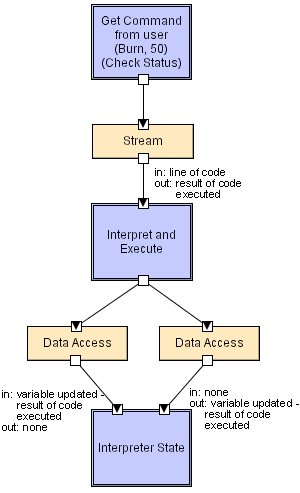 Get Command
from user
(Burn, 50)
(Check Status)
Stream
in: line of code
out: result of code
executed
Interpret and
Execute
Data Access
Data Access
in: variable updated -
result of code
executed
out: none
in: none
out: variable updated -
result of code
executed
Interpreter State